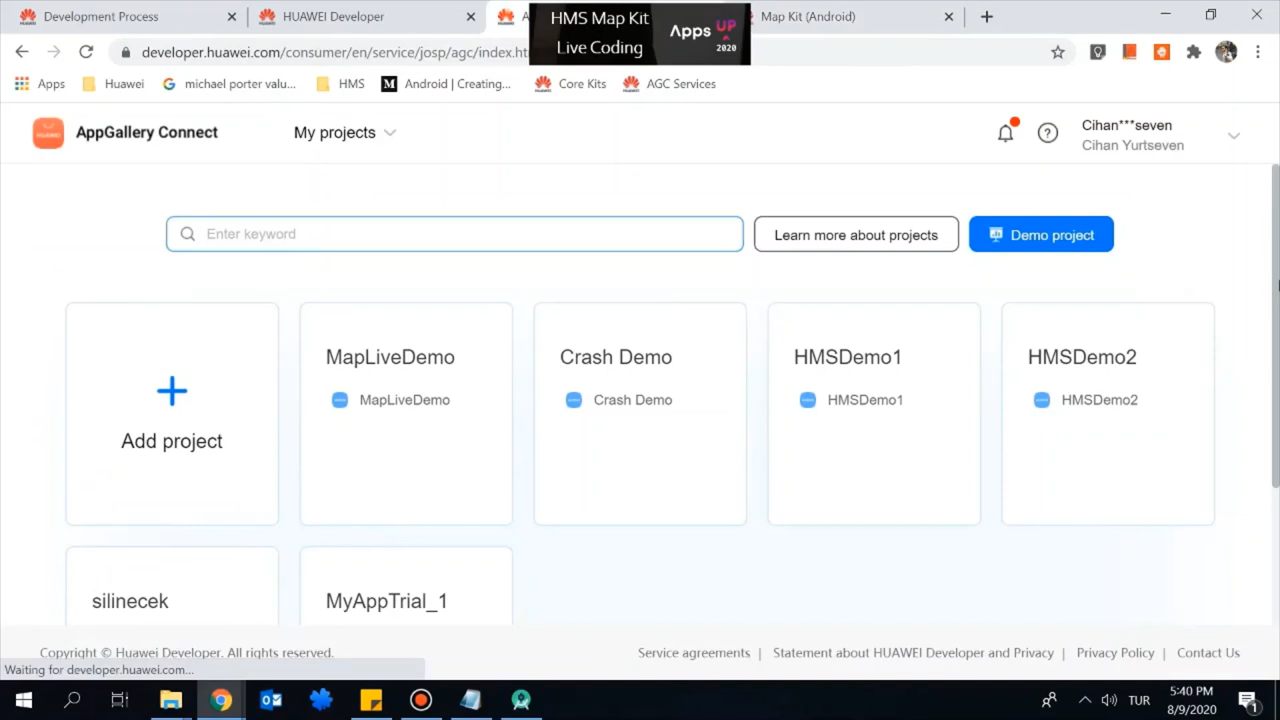 Development Process
HUAWEI Developer
A
Map Kit (Android)
HMS Map Kit
Live Coding
Apps UP
2020
developer.huawei.com/consumer/en/service/josp/agc/index.ht
Apps
Huawei
michael porter valu...
HMS
M
Android | Creating...
Core Kits
AGC Services
AppGallery Connect
My projects
Cihan***seven
Cihan Yurtseven
Enter keyword
Learn more about projects
Demo project
Add project
MapLiveDemo
MapLiveDemo
Crash Demo
Crash Demo
HMSDemo1
HMSDemo1
HMSDemo2
HMSDemo2
silinecek
MyAppTrial_1
Copyright © Huawei Developer. All rights reserved.
Service agreements | Statement about HUAWEI Developer and Privacy | Privacy Policy | Contact Us
Waiting for developer.huawei.com...
TUR
5:40 PM
8/9/2020
1